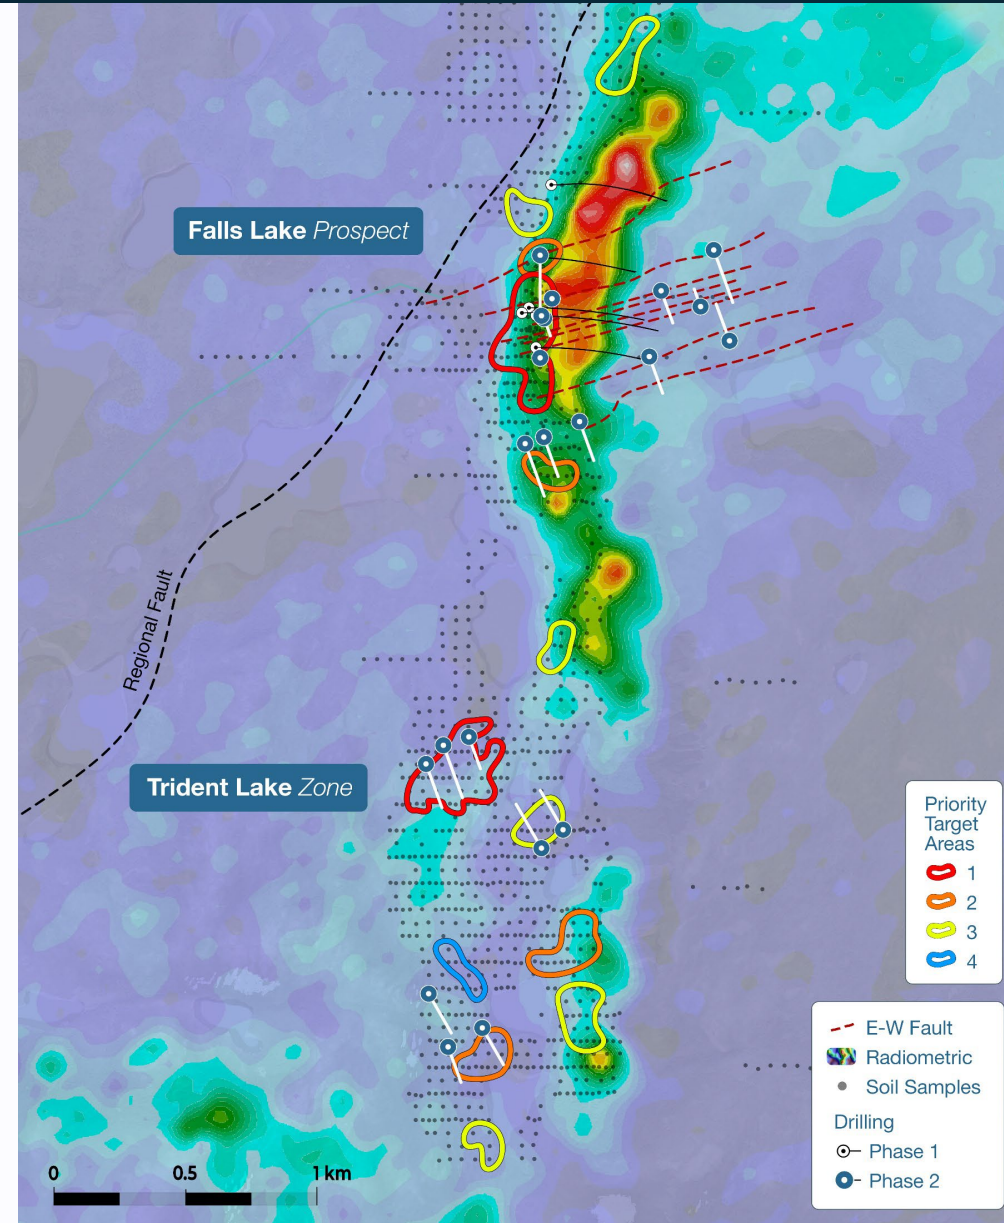 Falls Lake Prospect
Regional Fault
Trident Lake Zone
Priority
Target
Areas
1
2
3
4
E-W Fault
Radiometric
Soil Samples
Drilling
Phase 1
Phase 2
0 0.5 1 km